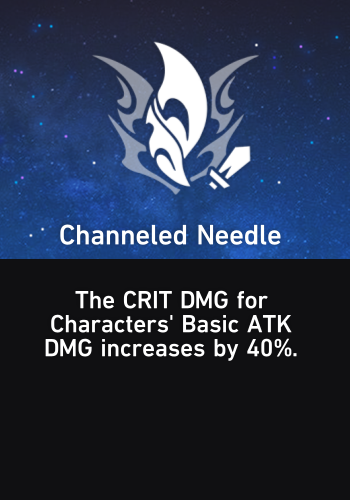 Channeled Needle
The CRIT DMG for
Characters' Basic ATK
DMG increases by 40%.